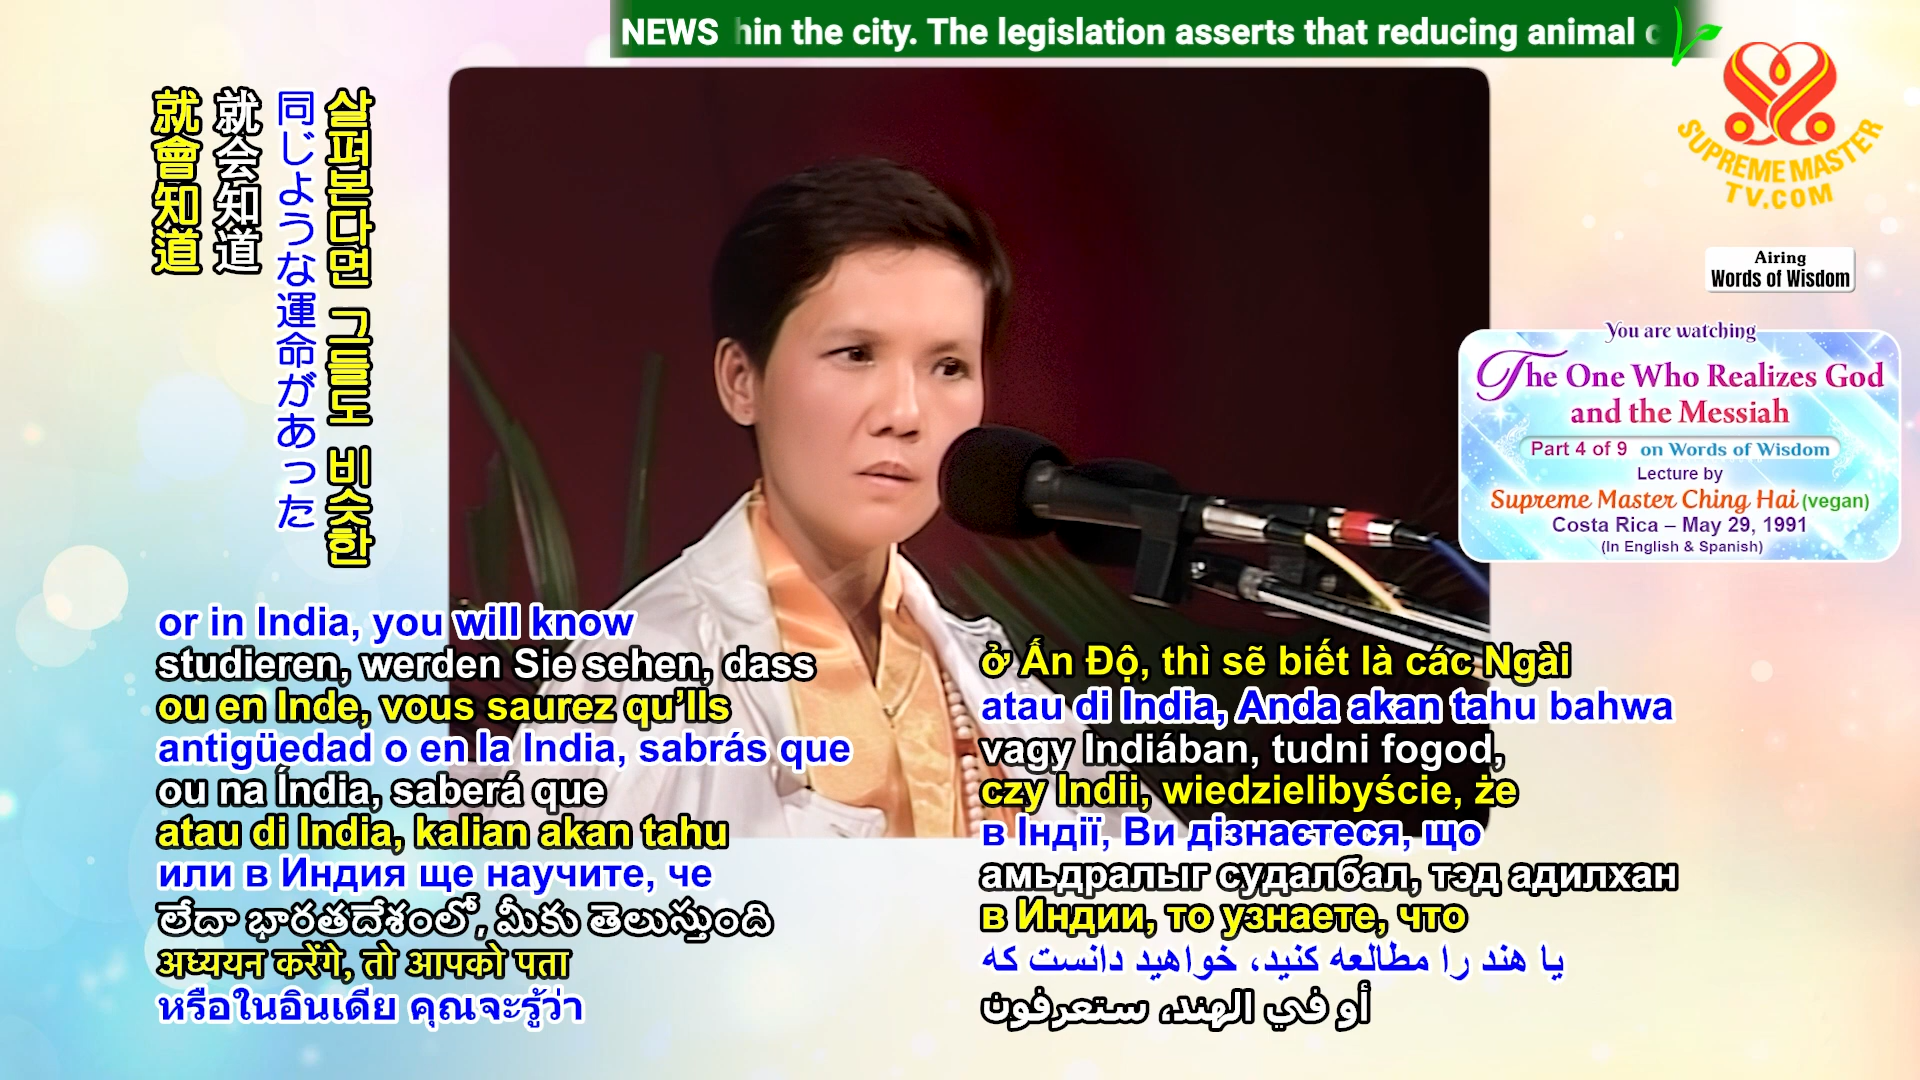 NEWS hin the city. The legislation asserts that reducing animal
SUPREME MASTER
TV.COM
Airing
Words of Wisdom
You are watching
The One Who Realizes God
and the Messiah
Part 4 of 9 on Words of Wisdom
Lecture by
Supreme Master Ching Hai (vegan)
Costa Rica – May 29, 1991
(In English & Spanish)
살펴본다면 그들도 비슷한
同じような運命があった
就会知道
就會知道
or in India, you will know
studieren, werden Sie sehen, dass
ou en Inde, vous saurez qu’Ils
antigüedad o en la India, sabrás que
ou na Índia, saberá que
atau di India, kalian akan tahu
или в Индия ще научите, че
లేదా భారతదేశంలో, మీకు తెలుస్తుంది
अध्ययन करेंगे, तो आपको पता
หรือในอินเดีย คุณจะรู้ว่า
ở Ấn Độ, thì sẽ biết là các Ngài
atau di India, Anda akan tahu bahwa
vagy Indiában, tudni fogod,
czy Indii, wiedzielibyście, że
в Індії, Ви дізнаєтеся, що
амьдралыг судалбал, тэд адилхан
в Индии, то узнаете, что
یا هند را مطالعه کنید، خواهید دانست که
أو في الهند، ستعرفون